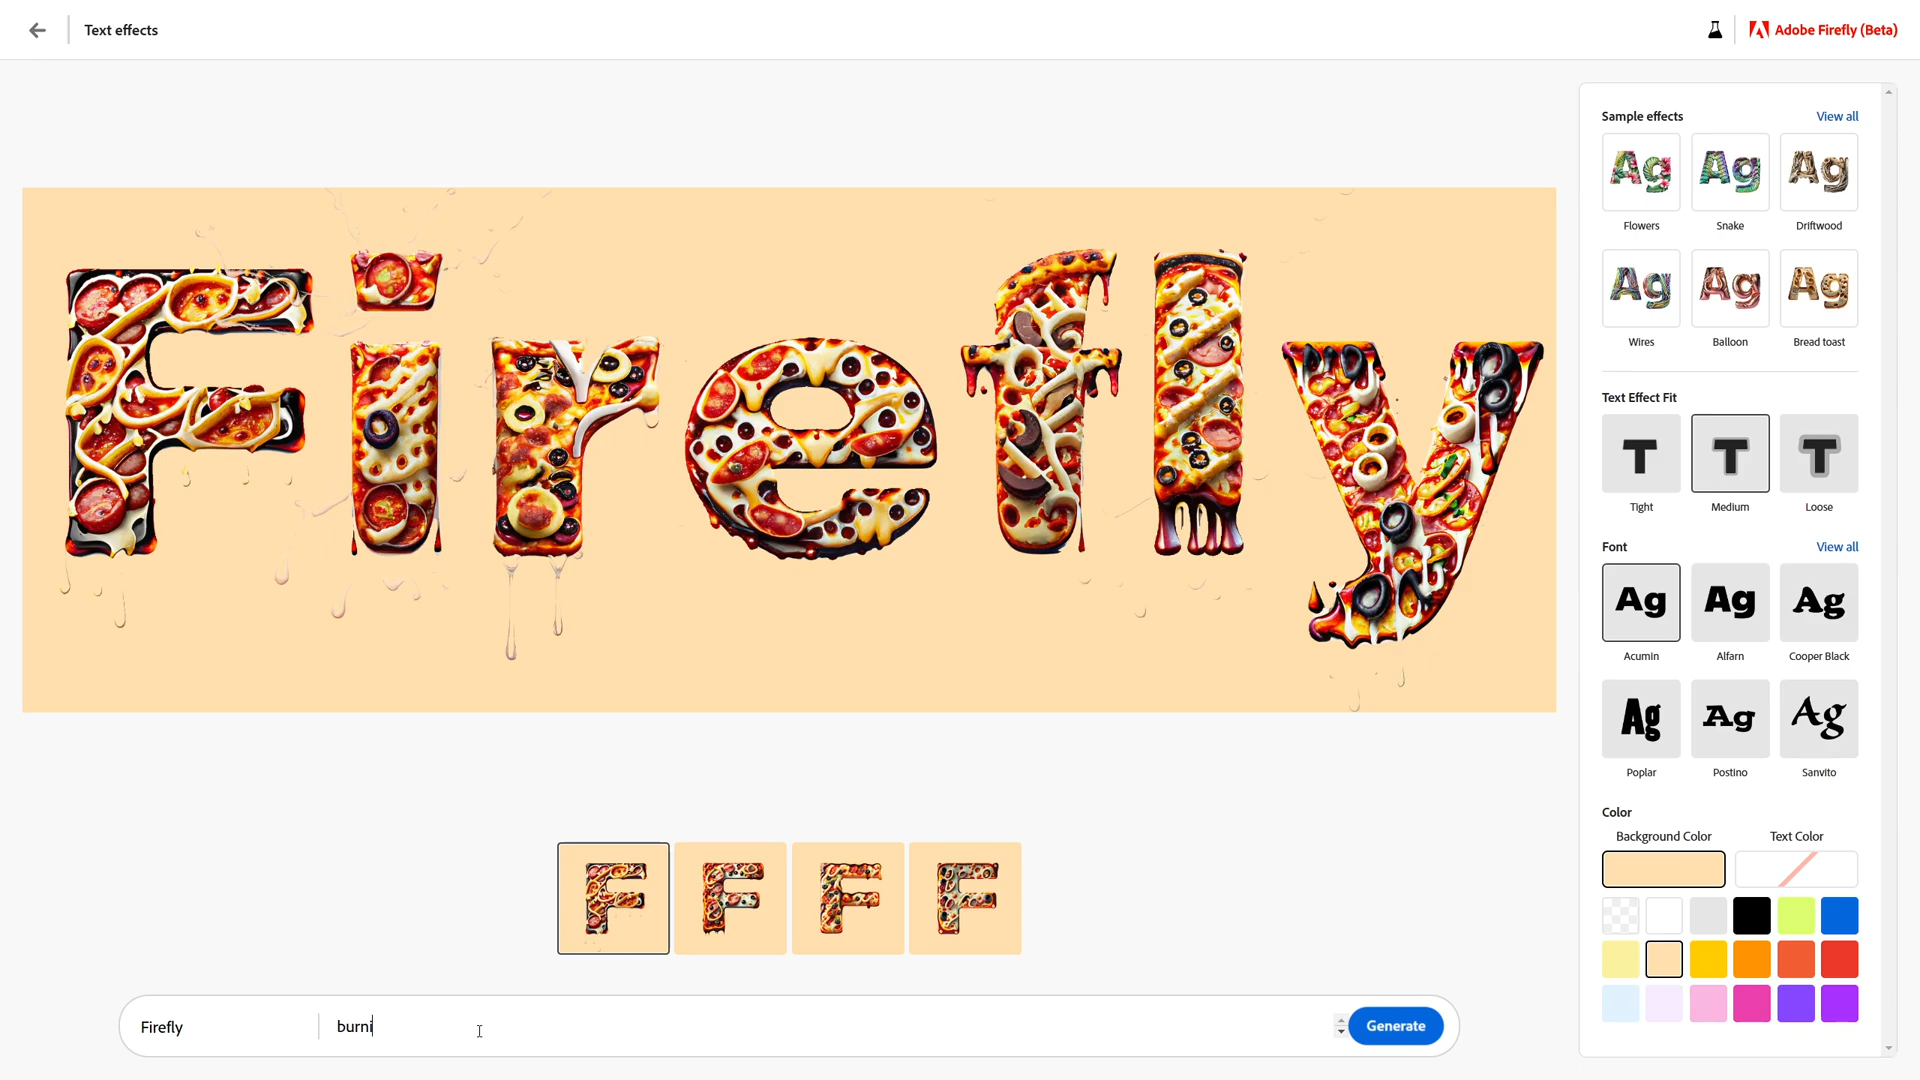 Text effects
Adobe Firefly (Beta)
Firefly
Sample effects View all
Ag Ag Ag
Flowers Snake Driftwood
Ag Ag Ag
Wires Balloon Bread toast
Text Effect Fit
T T T
Tight Medium Loose
Font View all
Ag Ag Ag
Acumin Alfarn Cooper Black
Ag Ag Ag
Poplar Postino Sanvito
Color
Background Color Text Color
F F F F
Firefly burni Generate